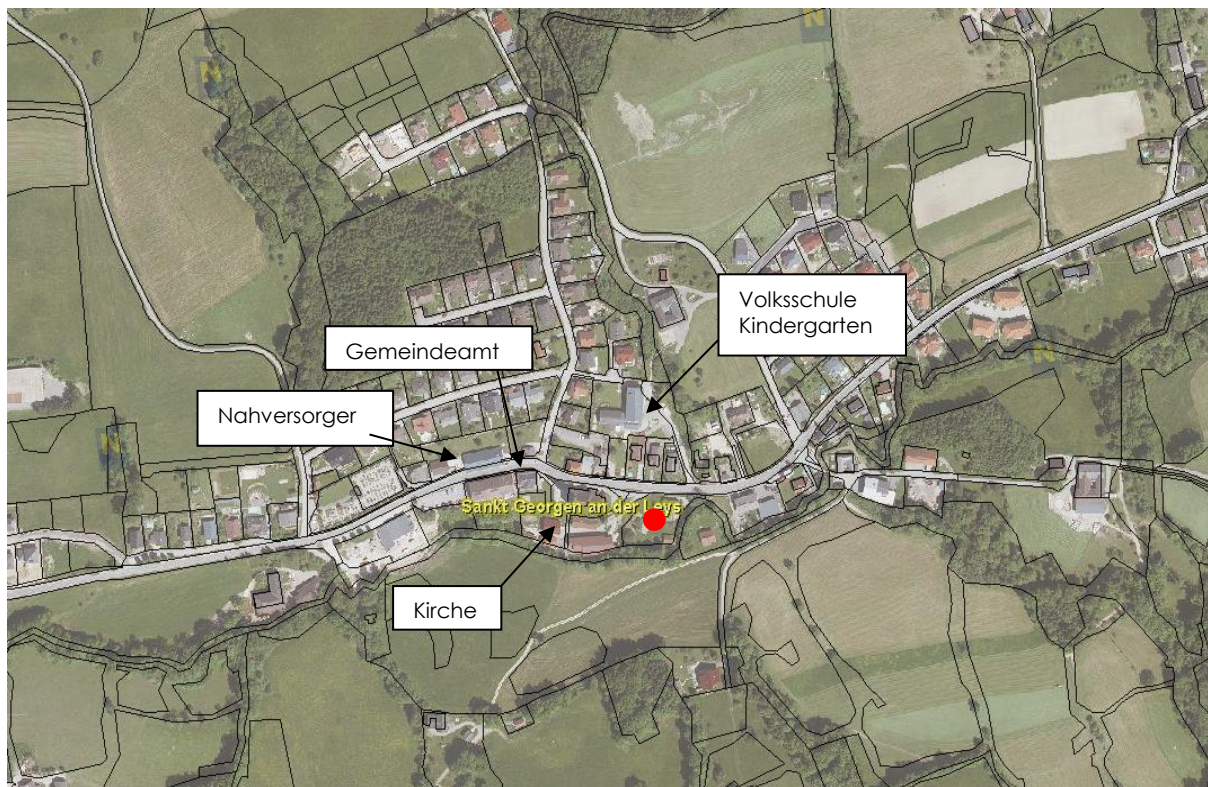 Volksschule
Kindergarten
Gemeindeamt
Nahversorger
Sankt Georgen an der Leys
Kirche